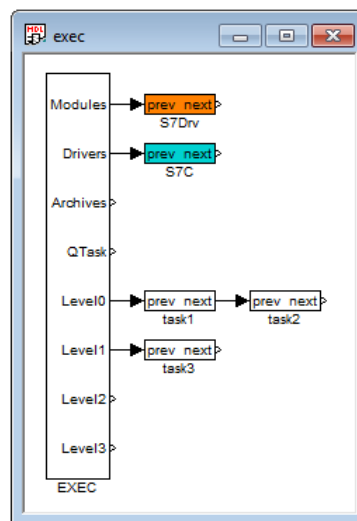 MDL
exec
Modules
prev next
S7Drv
Drivers
prev next
S7C
Archives
QTask
Level0
prev next
prev next
task1
task2
Level1
prev next
task3
Level2
Level3
EXEC